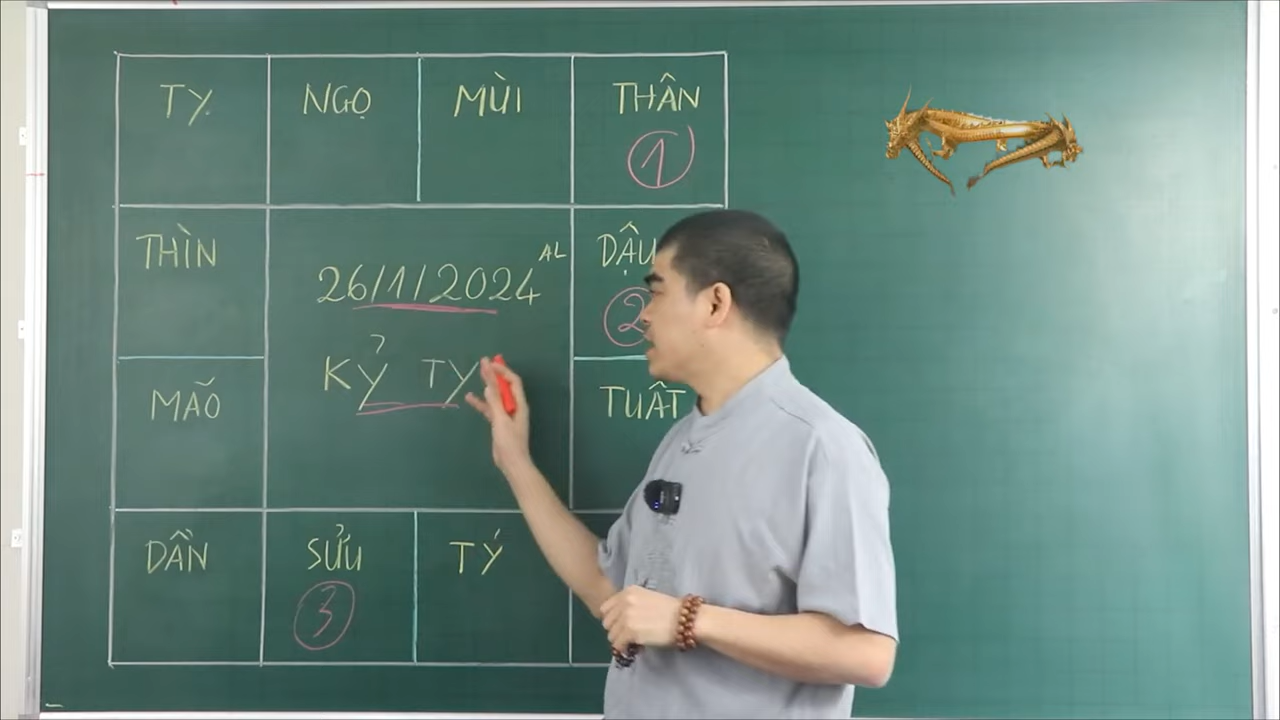 TỴ NGỌ MÙI THÂN
1
THÌN DẬU
26/1/2024 AL
2
KỶ TỴ
MÃO TUẤT
DẦN SỬU TÝ
3